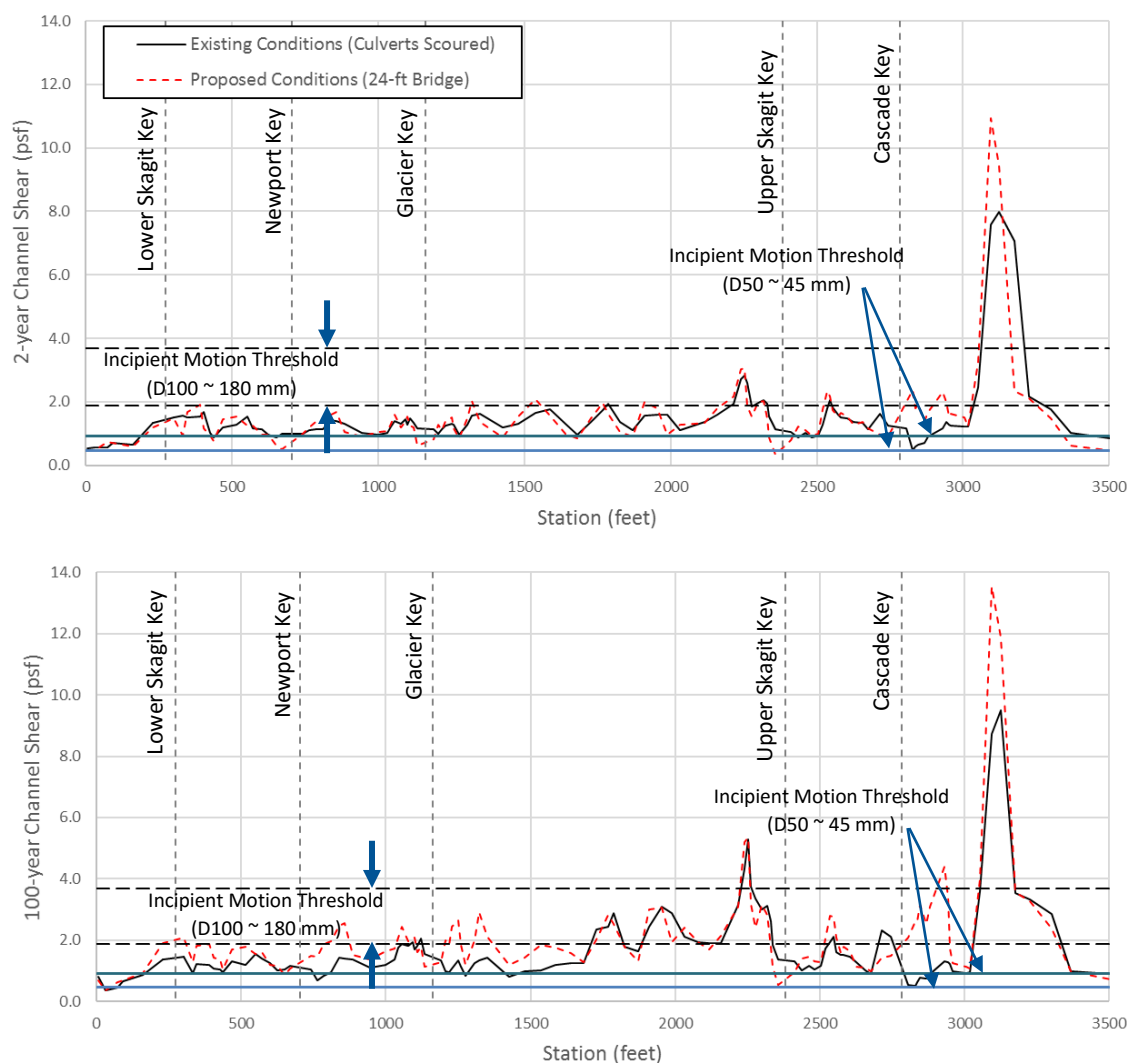 14.0
Existing Conditions (Culverts Scoured)
12.0
Proposed Conditions (24-ft Bridge)
10.0
8.0
6.0
4.0
2.0
0.0
2-year Channel Shear (psf)
Lower Skagit Key
Newport Key
Glacier Key
Upper Skagit Key
Cascade Key
Incipient Motion Threshold
(D50 ~ 45 mm)
Incipient Motion Threshold
(D100 ~ 180 mm)
0 500 1000 1500 2000 2500 3000 3500
Station (feet)
14.0
12.0
10.0
8.0
6.0
4.0
2.0
0.0
100-year Channel Shear (psf)
Lower Skagit Key
Newport Key
Glacier Key
Upper Skagit Key
Cascade Key
Incipient Motion Threshold
(D50 ~ 45 mm)
Incipient Motion Threshold
(D100 ~ 180 mm)
0 500 1000 1500 2000 2500 3000 3500
Station (feet)